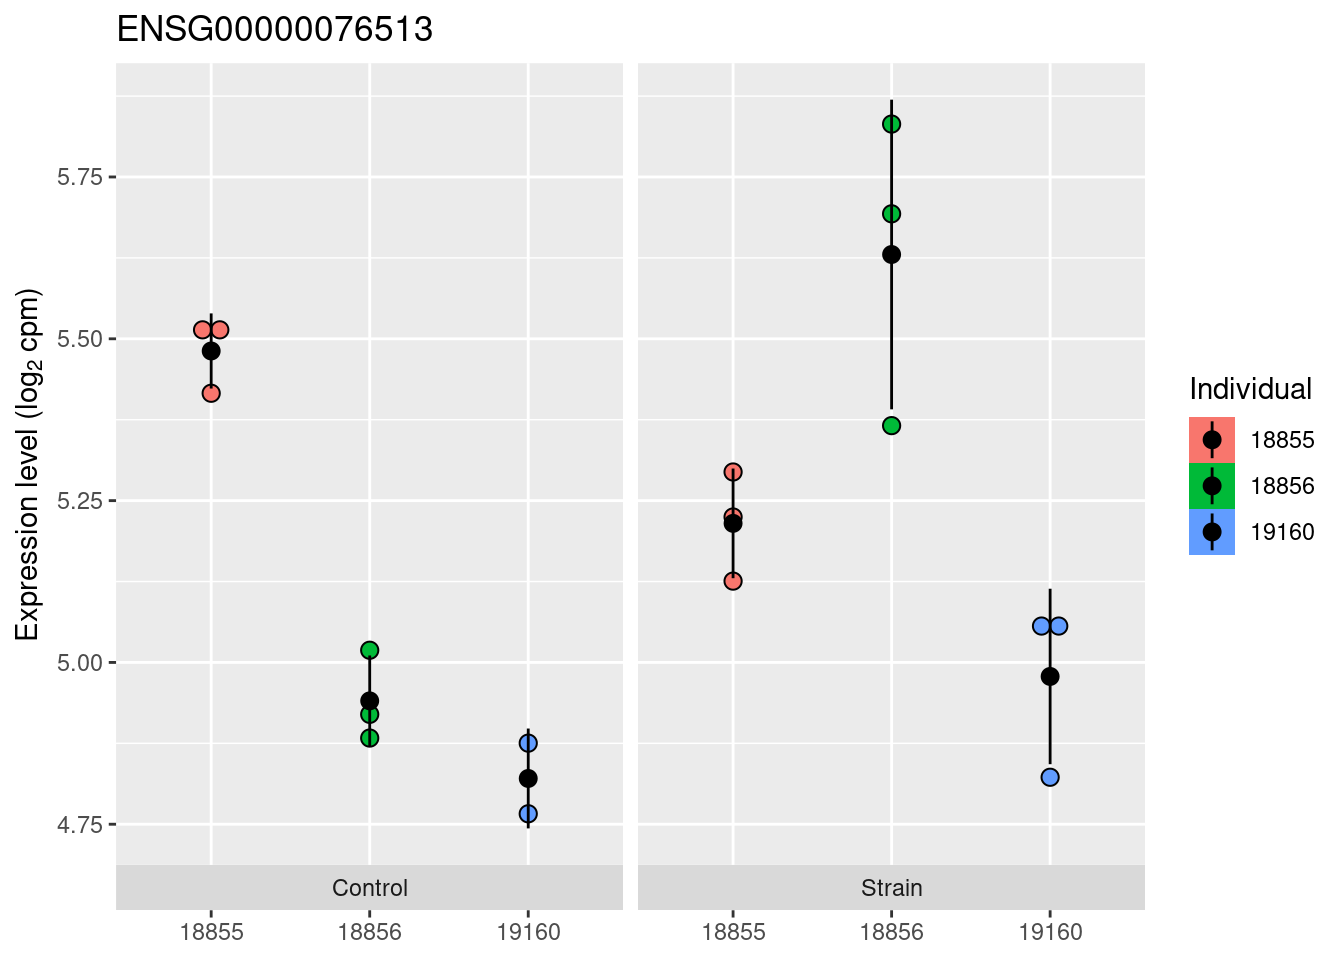 ENSG00000076513
Expression level (log₂ cpm)
5.75
5.50
5.25
5.00
4.75
Control
Strain
18855
18856
19160
18855
18856
19160
Individual
18855
18856
19160